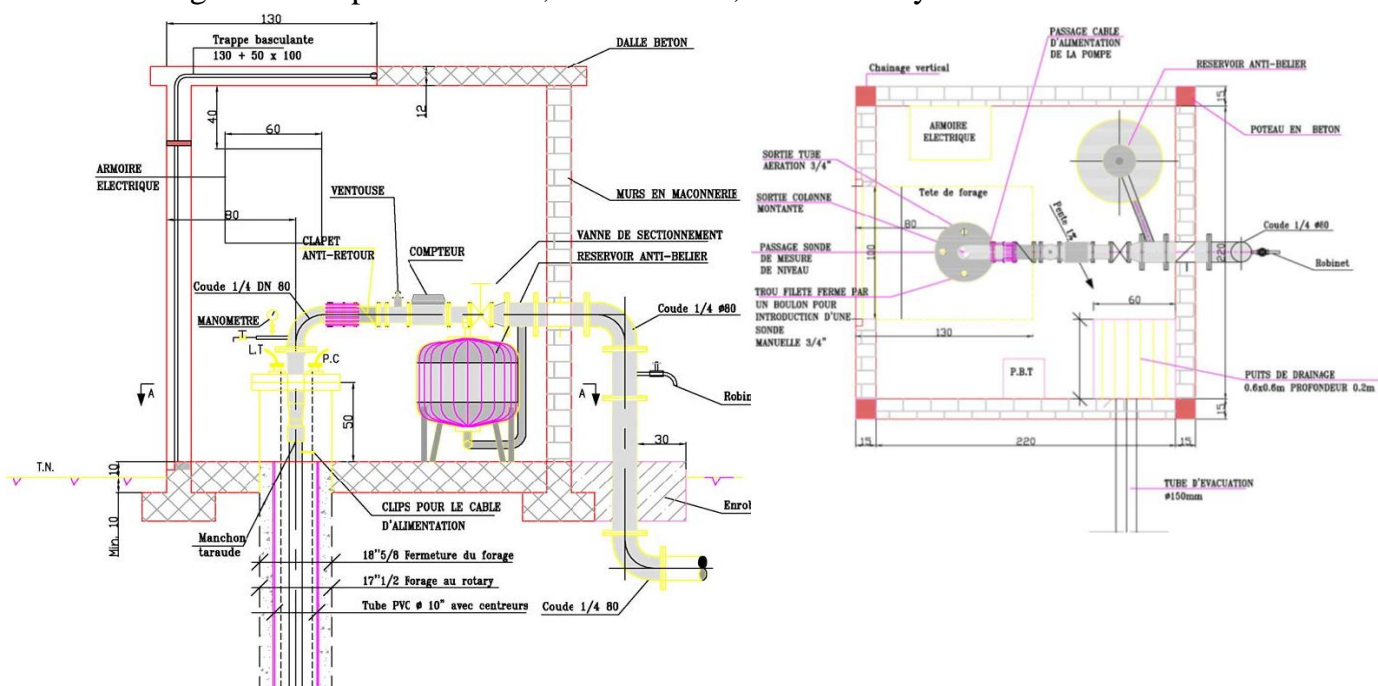 130
Trappe basculante
130 + 50 x 100
DALLE BETON
40
12
60
ARMOIRE
ELECTRIQUE
VENTOUSE
MURS EN MACONNERIE
80
CLAPET
ANTI-RETOUR
COMPTEUR
VANNE DE SECTIONNEMENT
RESERVOIR ANTI-BELIER
Coude 1/4 DN 80
Coude 1/4 ø80
MANOMETRE
L.T
P.C
A
A
50
Robin
30
T.N.
10
Min. 10
CLIPS POUR LE CABLE
D'ALIMENTATION
Enrob
Manchon
taraude
18"5/8 Fermeture du forage
17"1/2 Forage au rotary
Tube PVC ø 10" avec centreurs
Coude 1/4 80
PASSAGE CABLE
D'ALIMENTATION
DE LA POMPE
RESERVOIR ANTI-BELIER
Chainage vertical
15
ARMOIRE
ELECTRIQUE
POTEAU EN BETON
SORTIE TUBE
AERATION 3/4"
Tete de forage
SORTIE COLONNE
MONTANTE
80
Pente 1%
Coude 1/4 ø80
100
220
PASSAGE SONDE
DE MESURE
DE NIVEAU
Robinet
TROU FILETE FERME PAR
UN BOULON POUR
INTRODUCTION D'UNE
SONDE
MANUELLE 3/4"
60
130
P.B.T
PUITS DE DRAINAGE
0.6x0.6m PROFONDEUR 0.2m
15
15
220
15
TUBE D'EVACUATION
ø150mm